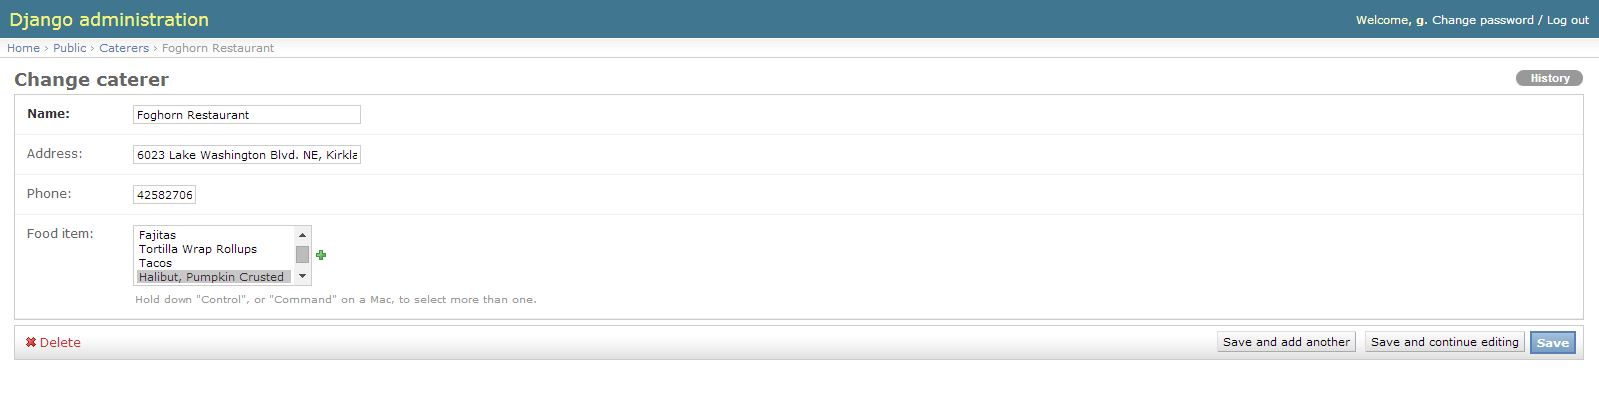 Django administration
Welcome, g. Change password / Log out
Home › Public › Caterers › Foghorn Restaurant
Change caterer
History
Name: Foghorn Restaurant
Address: 6023 Lake Washington Blvd. NE, Kirkla
Phone: 42582706
Food item: Fajitas
Tortilla Wrap Rollups
Tacos
Halibut, Pumpkin Crusted
Hold down "Control", or "Command" on a Mac, to select more than one.
Delete
Save and add another
Save and continue editing
Save